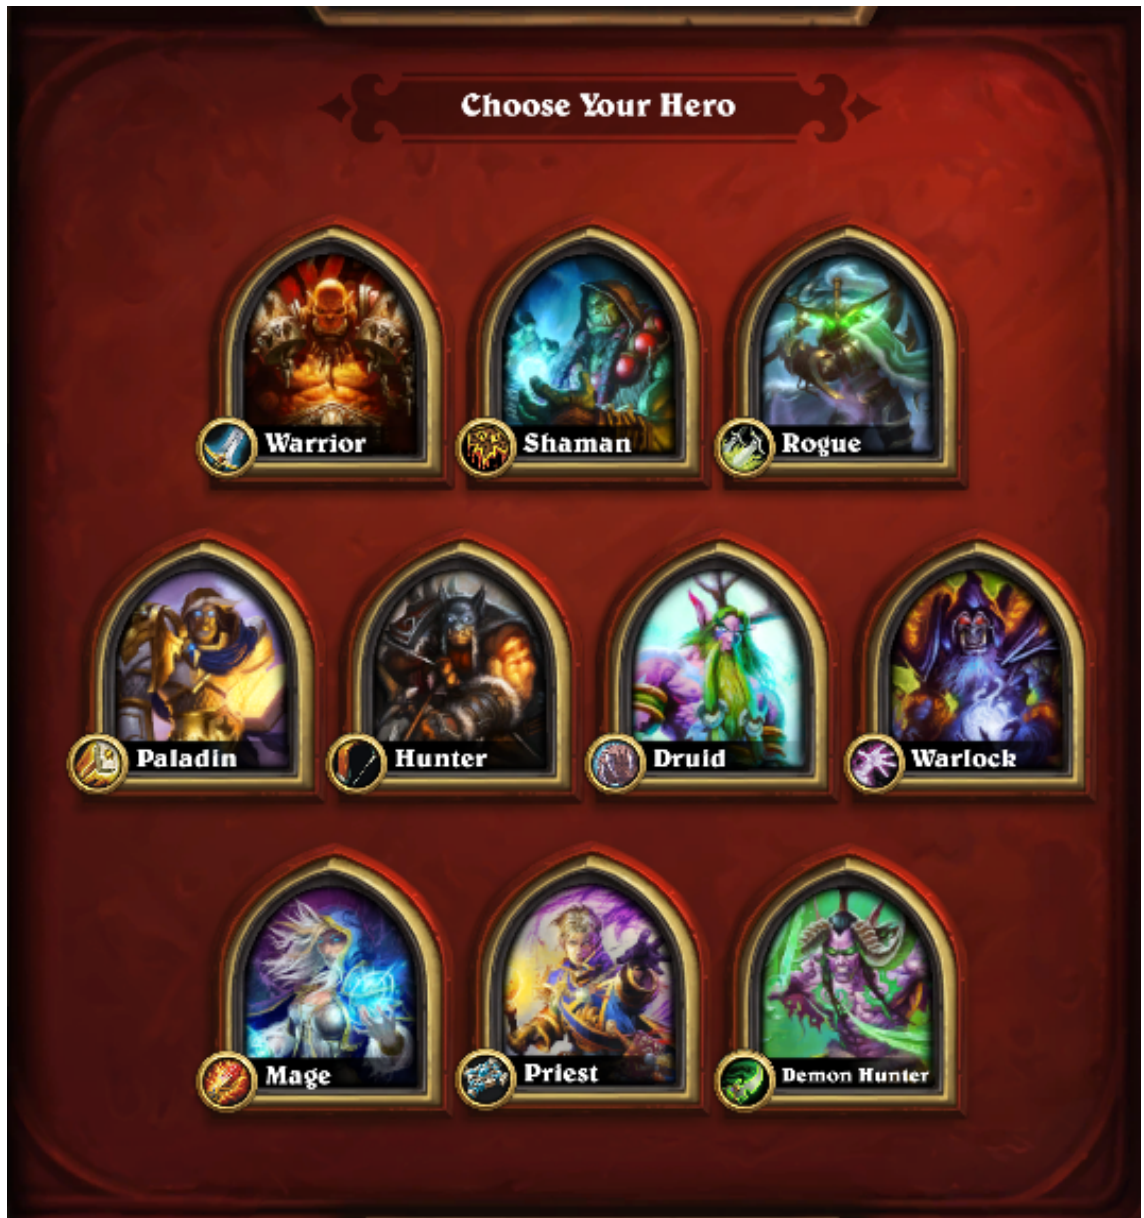 Choose Your Hero
Warrior
Shaman
Rogue
Paladin
Hunter
Druid
Warlock
Mage
Priest
Demon Hunter